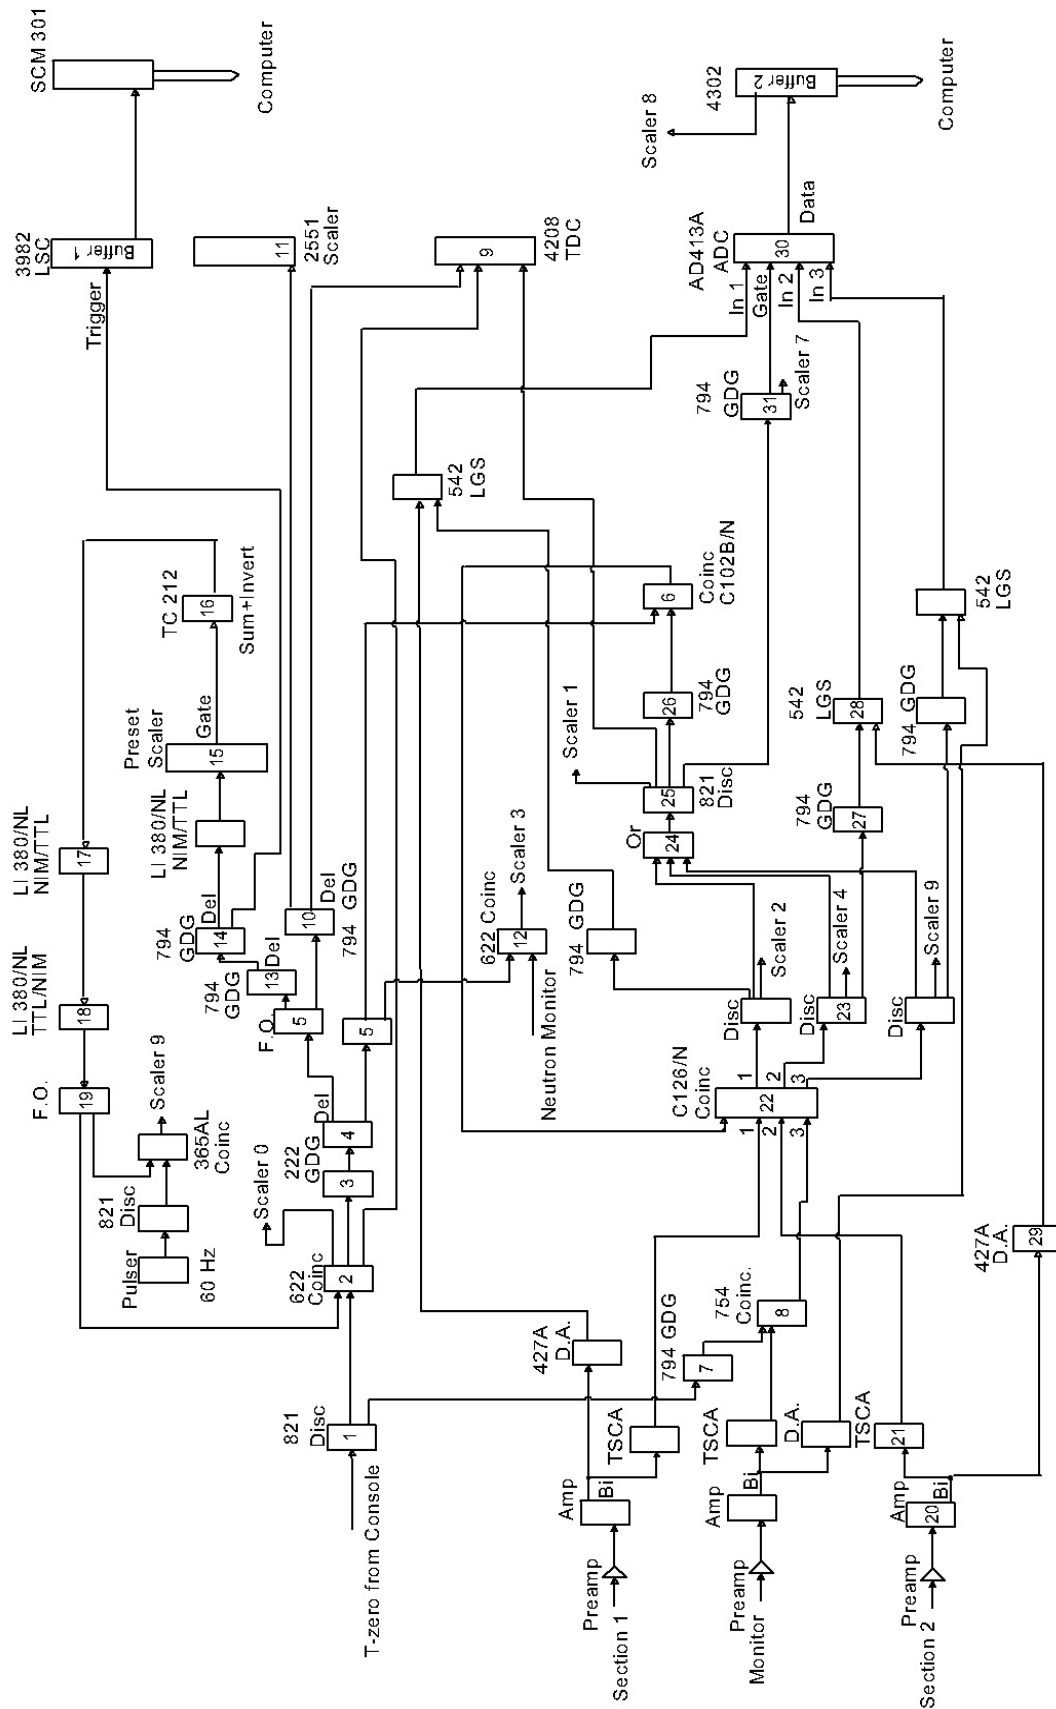 SCM 301
Computer
3982
LSC
Buffer 1
Trigger
11
2551
Scaler
9
4208
TDC
Scaler 8
4302
Buffer 2
Computer
Data
AD413A
ADC
30
In 1
Gate
In 2
In 3
794
GDG
31
Scaler 7
542
LGS
TC 212
16
Sum+Invert
6
Coinc
C102B/N
542
LGS
Preset
Scaler
15
Gate
LI 380/NL
NIM/TTL
LI 380/NL
NIM/TTL
17
794
GDG
14
Del
794
GDG
13
Del
10
Del
794 GDG
F.O.
5
5
LI 380/NL
TTL/NIM
18
F.O.
19
Scaler 9
365AL
Coinc
821
Disc
Pulser
60 Hz
Scaler 0
222
GDG
Del
4
3
622
Coinc
2
821
Disc
1
T-zero from Console
622 Coinc
12
Scaler 3
Neutron Monitor
794 GDG
Scaler 1
26
794
GDG
25
821
Disc
Or
24
542
LGS
28
794 GDG
794
GDG
27
Disc
Scaler 2
Disc
23
Scaler 4
Disc
Scaler 9
C126/N
Coinc
22
1
2
3
1
2
3
427A
D.A.
794 GDG
7
754
Coinc.
8
427A
D.A.
29
TSCA
TSCA
D.A.
TSCA
21
Amp
Bi
Amp
Bi
Amp
Bi
20
Preamp
Section 1
Preamp
Monitor
Preamp
Section 2